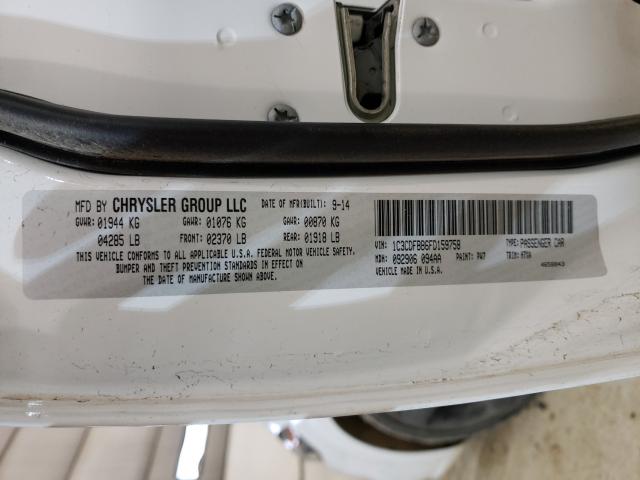 MFD BY CHRYSLER GROUP LLC DATE OF MFR(BUILT): 9-14
GVWR: 01944 KG GAWR: 01076 KG GAWR: 00870 KG
04285 LB FRONT: 02370 LB REAR: 01918 LB
THIS VEHICLE CONFORMS TO ALL APPLICABLE U.S.A. FEDERAL MOTOR VEHICLE SAFETY,
BUMPER AND THEFT PREVENTION STANDARDS IN EFFECT ON
THE DATE OF MANUFACTURE SHOWN ABOVE.
VIN: 1C3CDFBB6FD159758 TYPE: PASSENGER CAR
MDH: 092906 094AA PAINT: PW7 TRIM:
VEHICLE MADE IN: U.S.A.